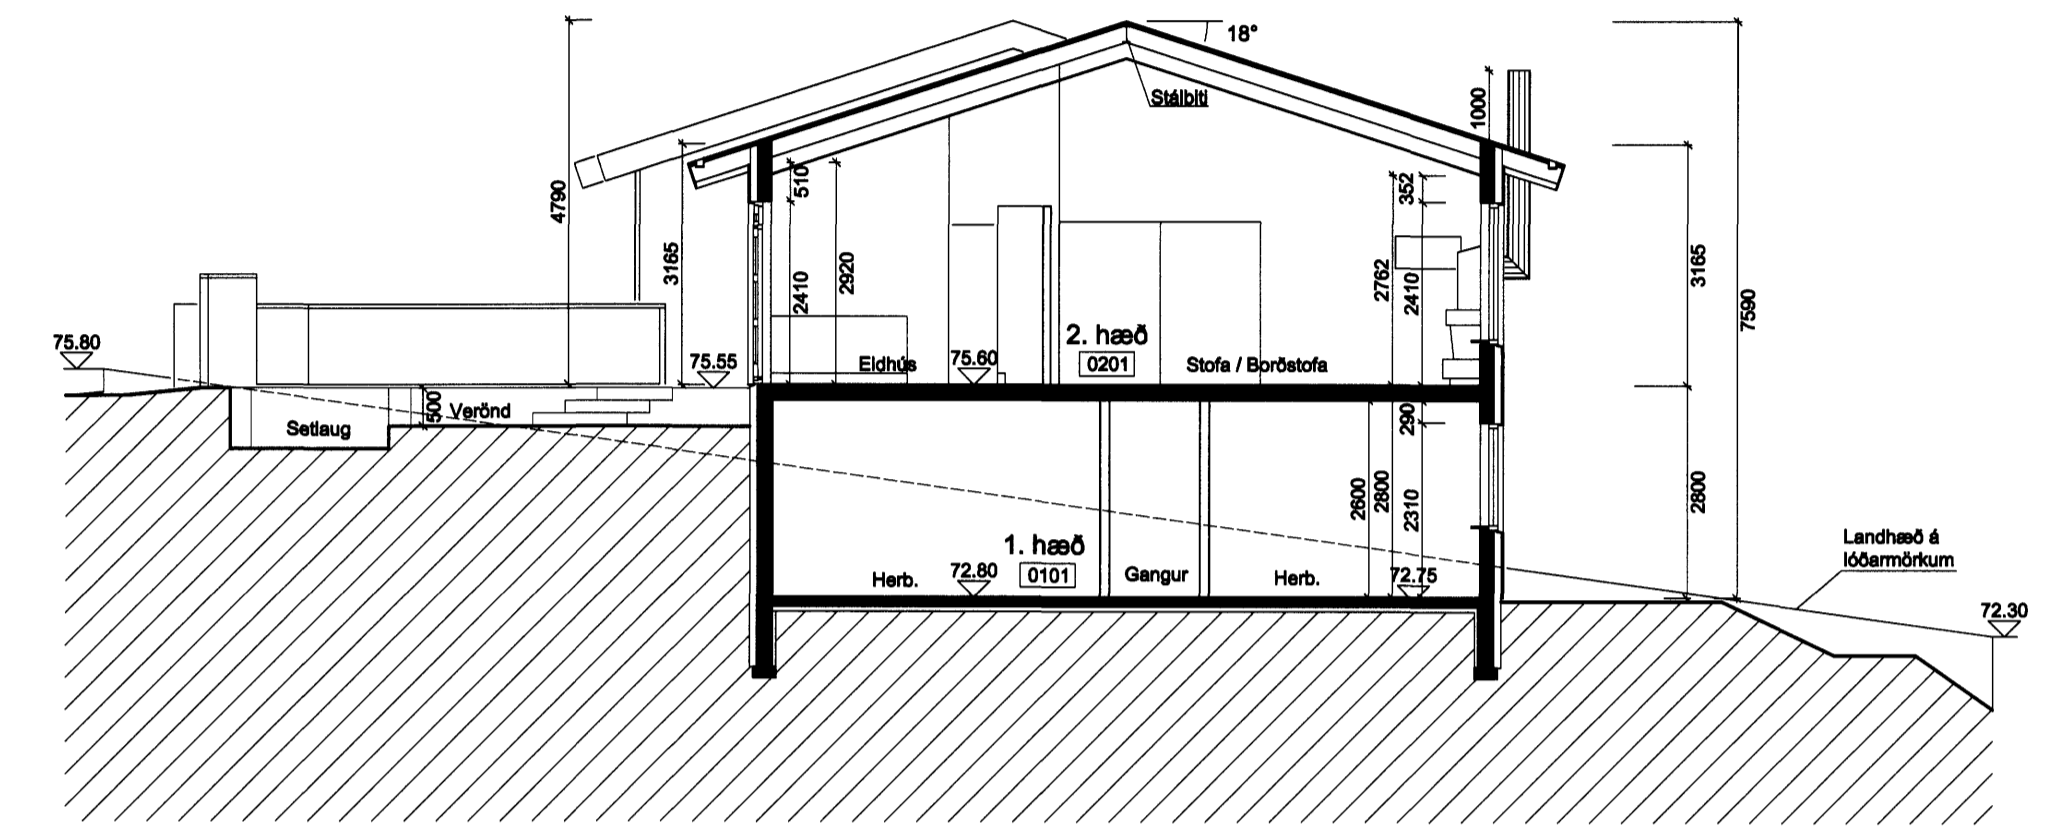 18°
Stálbiti
1000
4790
510
352
3165
2410
2920
2762
2410
3165
7590
75.80
75.55
Eldhús
75.60
2. hæð
0201
Stofa / Borðstofa
500
Verönd
Setlaug
290
2600
2800
2310
2800
1. hæð
Herb.
72.80
0101
Gangur
Herb.
72.75
Landhæð á
lóðarmörkum
72.30